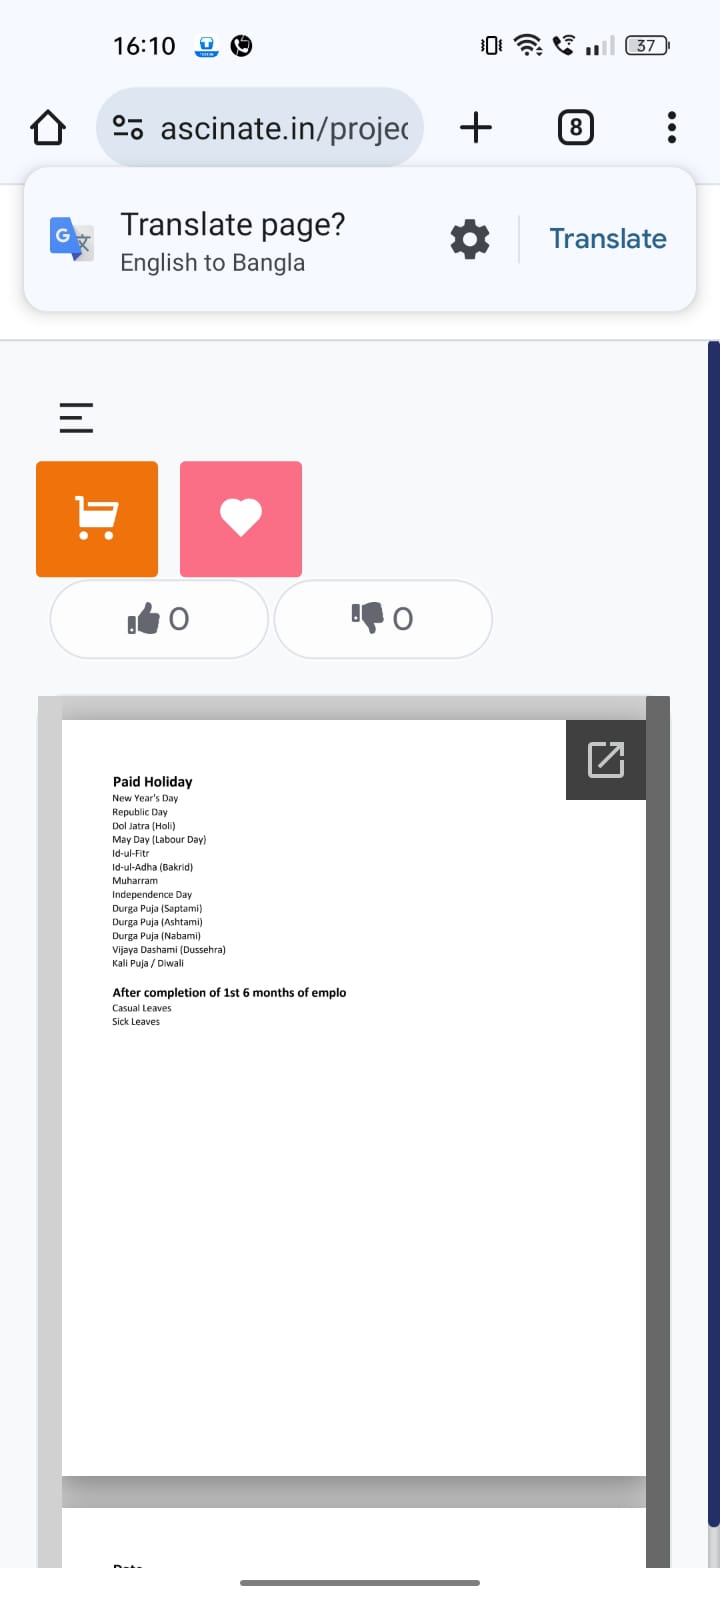 16:10
37
ascinate.in/projec
8
Translate page?
English to Bangla
Translate
0
0
Paid Holiday
New Year's Day
Republic Day
Dol Jatra (Holi)
May Day (Labour Day)
Id-ul-Fitr
Id-ul-Adha (Bakrid)
Muharram
Independence Day
Durga Puja (Saptami)
Durga Puja (Ashtami)
Durga Puja (Nabami)
Vijaya Dashami (Dussehra)
Kali Puja / Diwali
After completion of 1st 6 months of emplo
Casual Leaves
Sick Leaves